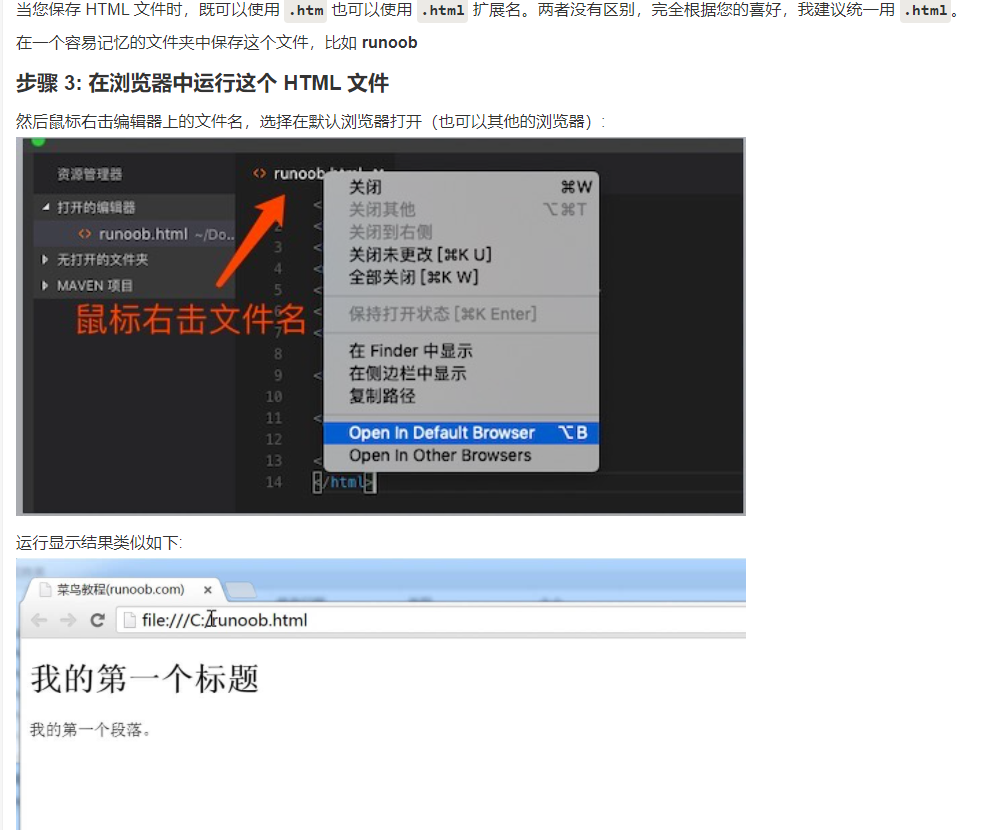 当您保存 HTML 文件时，既可以使用 .htm 也可以使用 .html 扩展名。两者没有区别，完全根据您的喜好，我建议统一用 .html。
在一个容易记忆的文件夹中保存这个文件，比如 runoob
步骤 3: 在浏览器中运行这个 HTML 文件
然后鼠标右击编辑器上的文件名，选择在默认浏览器打开（也可以其他的浏览器）:
资源管理器
打开的编辑器
<> runoob.html ~/Do...
无打开的文件夹
MAVEN 项目
鼠标右击文件名
<> runoob
关闭 ⌘W
关闭其他 ⌥⌘T
关闭到右侧
关闭未更改 [⌘K U]
全部关闭 [⌘K W]
保持打开状态 [⌘K Enter]
在 Finder 中显示
在侧边栏中显示
复制路径
Open In Default Browser ⌥B
Open In Other Browsers
2
3
4
5
6
7
8
9
10
11
12
13
14 </html>
运行显示结果类似如下:
菜鸟教程(runoob.com) ×
file:///C:/runoob.html
我的第一个标题
我的第一个段落。